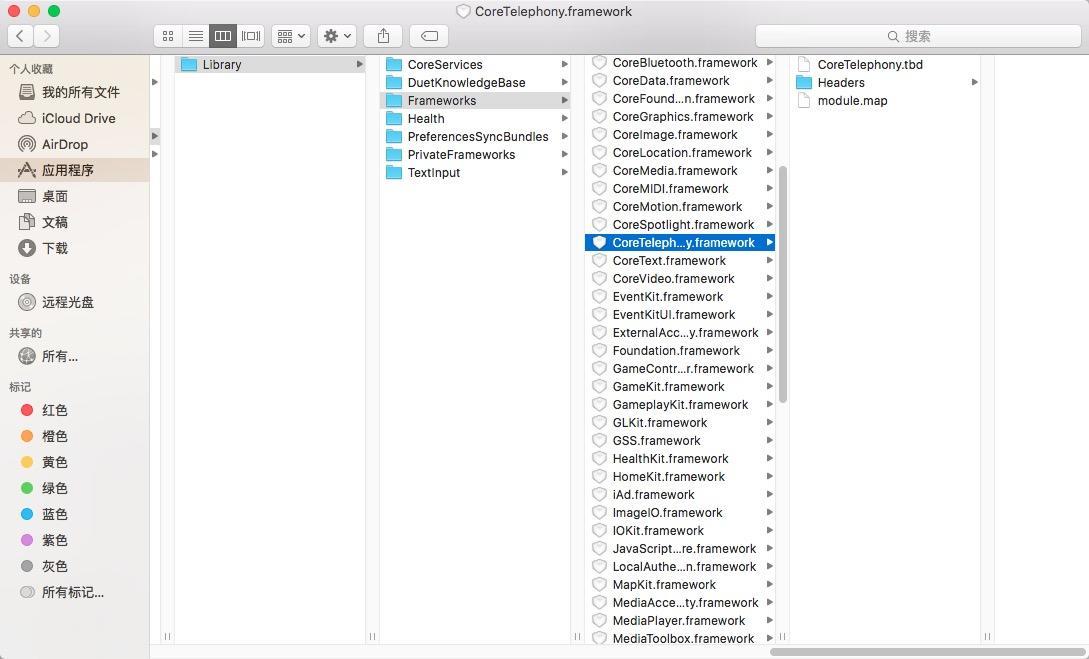 CoreTelephony.framework
搜索
个人收藏
我的所有文件
iCloud Drive
AirDrop
应用程序
桌面
文稿
下载
设备
远程光盘
共享的
所有...
标记
红色
橙色
黄色
绿色
蓝色
紫色
灰色
所有标记...
Library
CoreServices
DuetKnowledgeBase
Frameworks
Health
PreferencesSyncBundles
PrivateFrameworks
TextInput
CoreBluetooth.framework
CoreData.framework
CoreFound...n.framework
CoreGraphics.framework
CoreImage.framework
CoreLocation.framework
CoreMedia.framework
CoreMIDI.framework
CoreMotion.framework
CoreSpotlight.framework
CoreTeleph...y.framework
CoreText.framework
CoreVideo.framework
EventKit.framework
EventKitUI.framework
ExternalAcc...y.framework
Foundation.framework
GameContr...r.framework
GameKit.framework
GameplayKit.framework
GLKit.framework
GSS.framework
HealthKit.framework
HomeKit.framework
iAd.framework
ImageIO.framework
IOKit.framework
JavaScript...re.framework
LocalAuthe...n.framework
MapKit.framework
MediaAcce...ty.framework
MediaPlayer.framework
MediaToolbox.framework
CoreTelephony.tbd
Headers
module.map